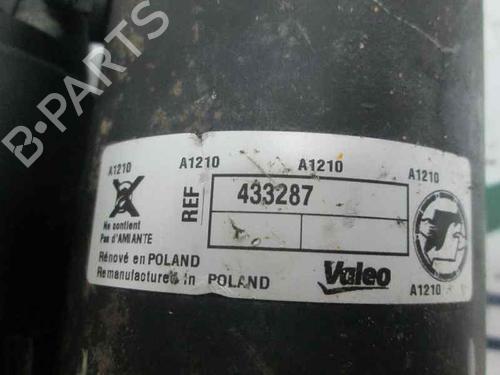 B-PARTS
A1210
A1210
A1210
A1210
REF
433287
Ne contient
Pas d'AMIANTE
Rénové en POLAND
Remanufactured in POLAND
Valeo
A1210